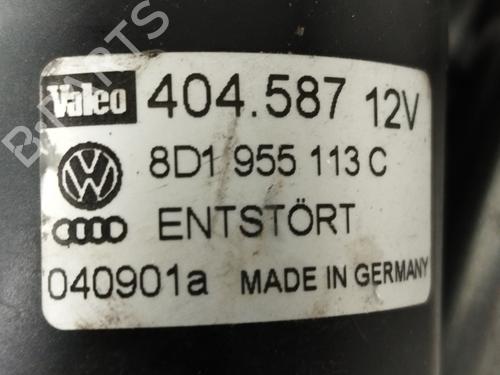 Valeo 404.587 12V
8D1 955 113 C
ENTSTÖRT
040901a MADE IN GERMANY